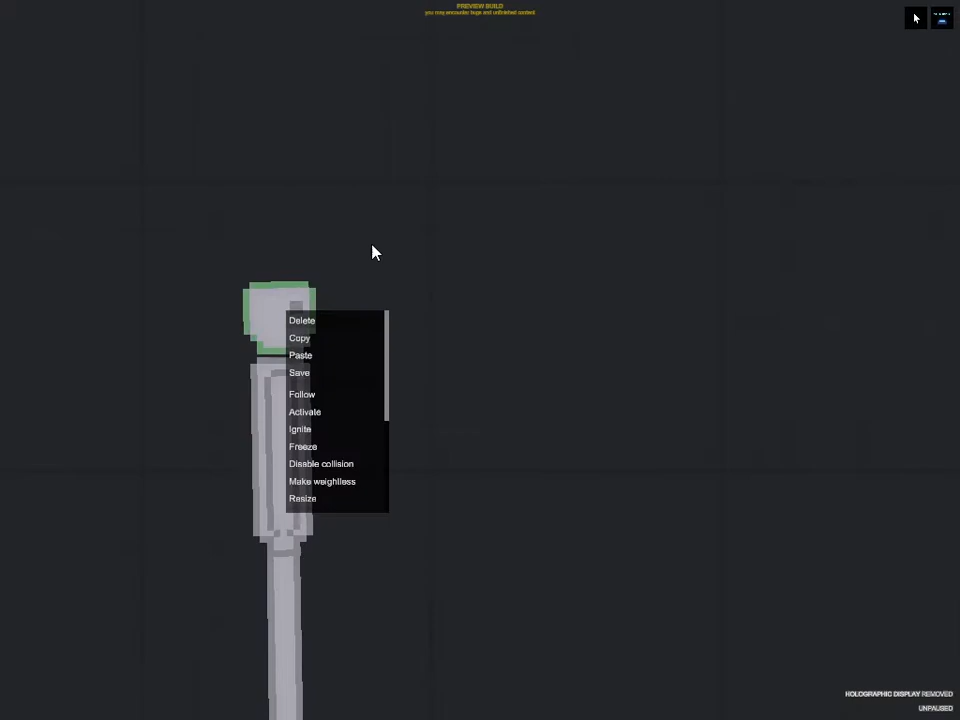 PREVIEW BUILD
you may encounter bugs and unfinished content
Delete
Copy
Paste
Save
Follow
Activate
Ignite
Freeze
Disable collision
Make weightless
Resize
HOLOGRAPHIC DISPLAY REMOVED
UNPAUSED